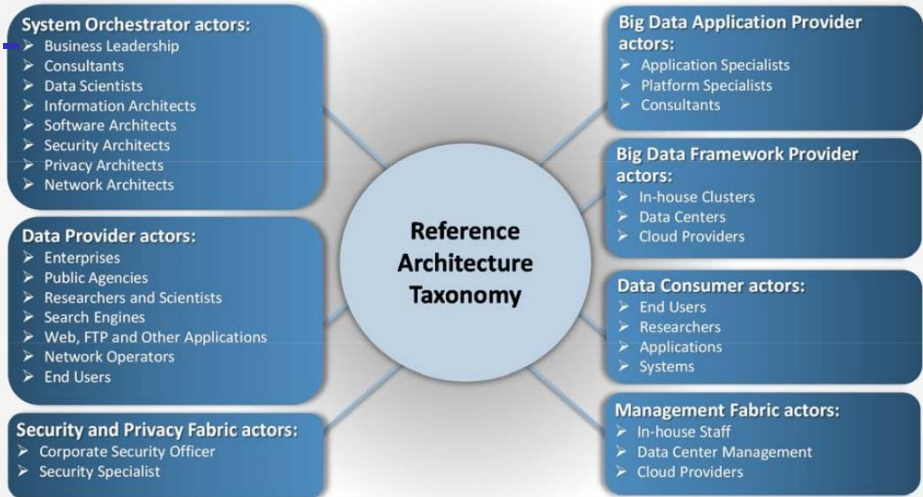 System Orchestrator actors:
Business Leadership
Consultants
Data Scientists
Information Architects
Software Architects
Security Architects
Privacy Architects
Network Architects
Data Provider actors:
Enterprises
Public Agencies
Researchers and Scientists
Search Engines
Web, FTP and Other Applications
Network Operators
End Users
Security and Privacy Fabric actors:
Corporate Security Officer
Security Specialist
Reference
Architecture
Taxonomy
Big Data Application Provider
actors:
Application Specialists
Platform Specialists
Consultants
Big Data Framework Provider
actors:
In-house Clusters
Data Centers
Cloud Providers
Data Consumer actors:
End Users
Researchers
Applications
Systems
Management Fabric actors:
In-house Staff
Data Center Management
Cloud Providers